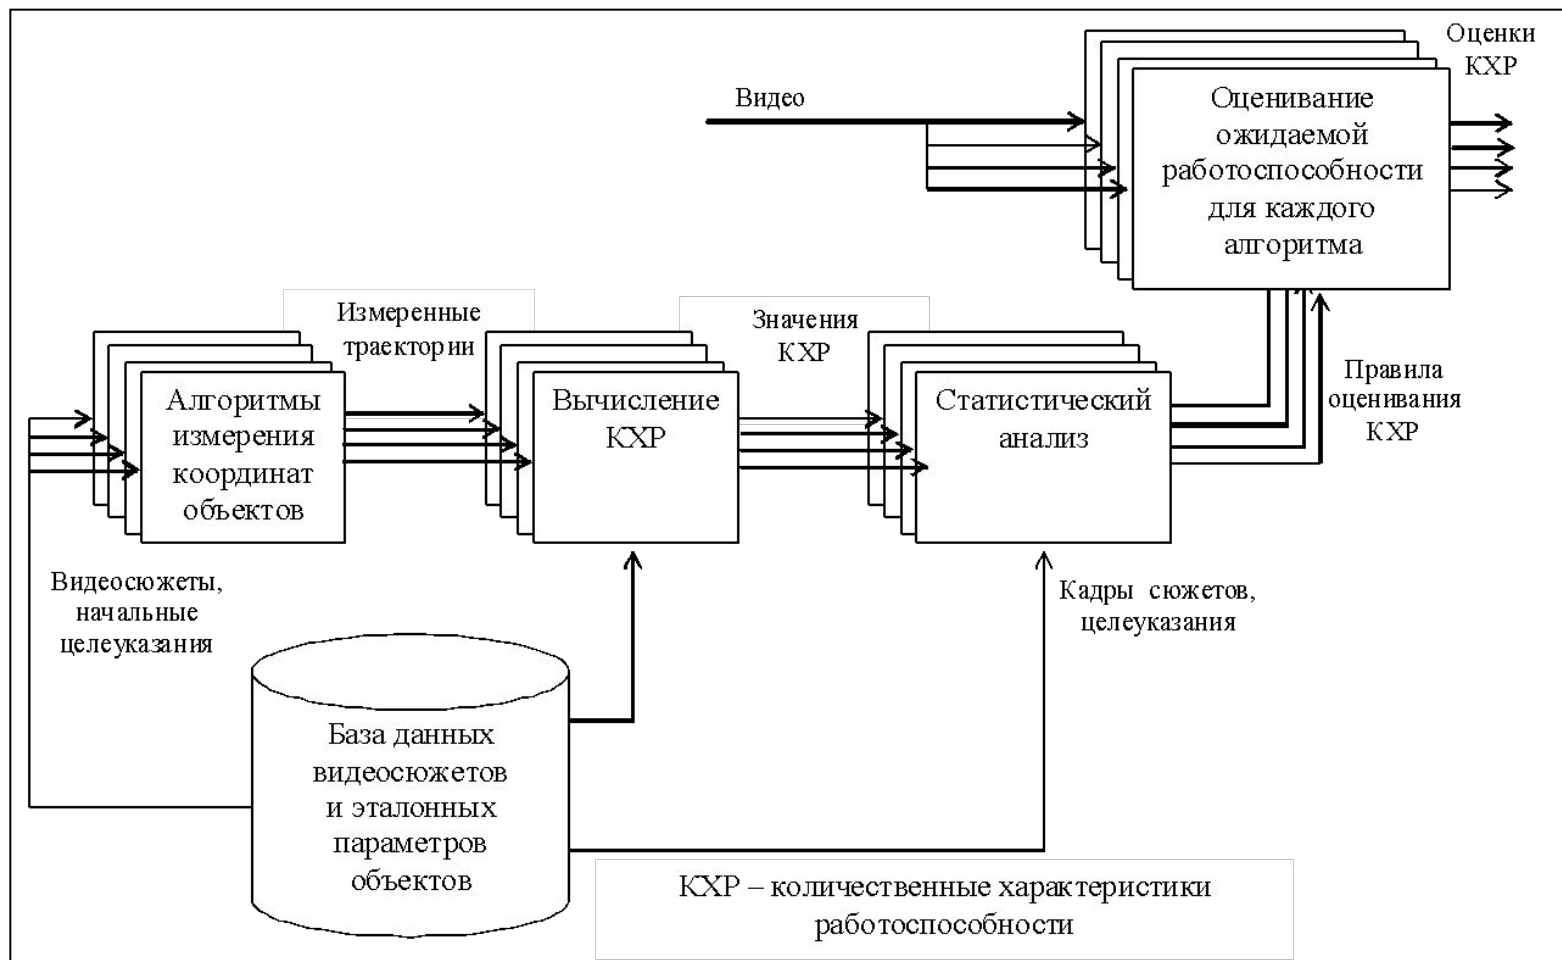 Оценки
КХР
Видео
Оценивание
ожидаемой
работоспособности
для каждого
алгоритма
Измеренные
траектории
Значения
КХР
Правила
оценивания
КХР
Алгоритмы
измерения
координат
объектов
Вычисление
КХР
Статистический
анализ
Видеосюжеты,
начальные
целеуказания
Кадры сюжетов,
целеуказания
База данных
видеосюжетов
и эталонных
параметров
объектов
КХР – количественные характеристики
работоспособности